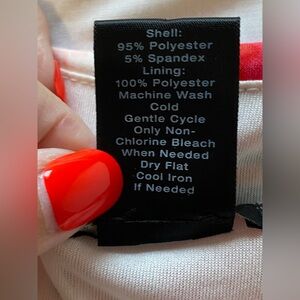 Shell:
95% Polyester
5% Spandex
Lining:
100% Polyester
Machine Wash
Cold
Gentle Cycle
Only Non-
Chlorine Bleach
When Needed
Dry Flat
Cool Iron
If Needed